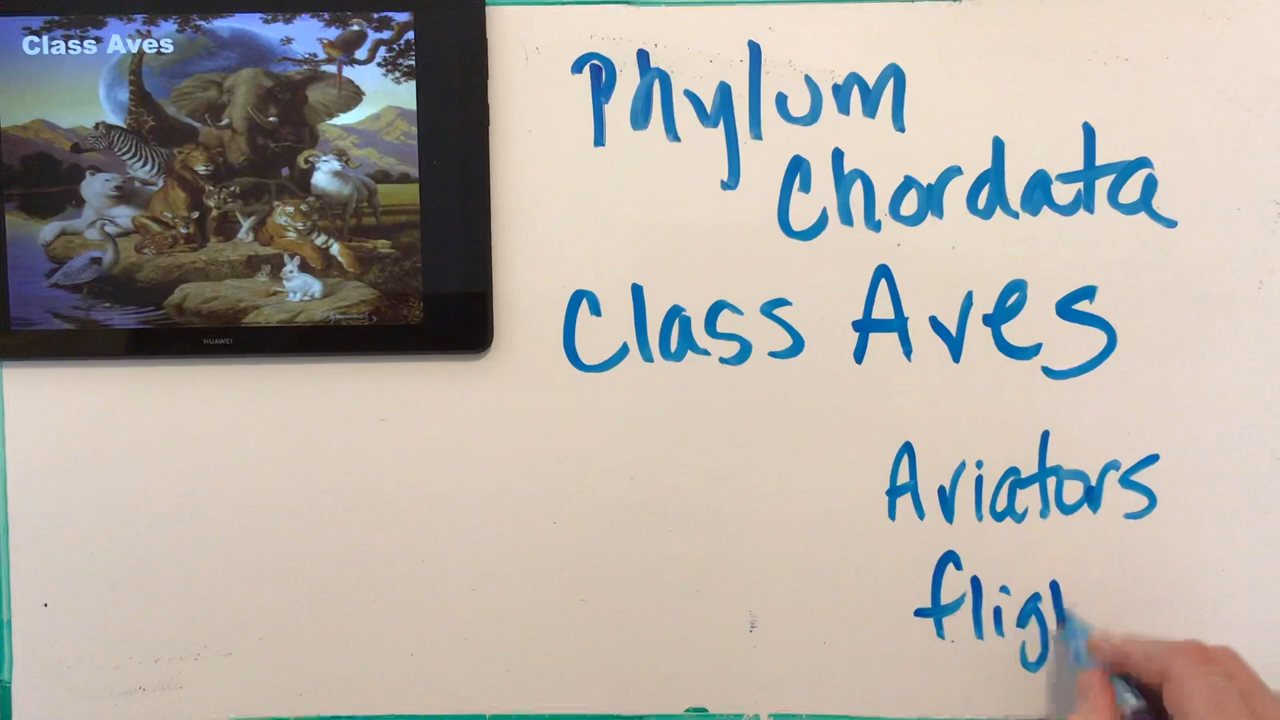 Class Aves
HUAWEI
Phylum
Chordata
Class Aves
Aviators
fligh